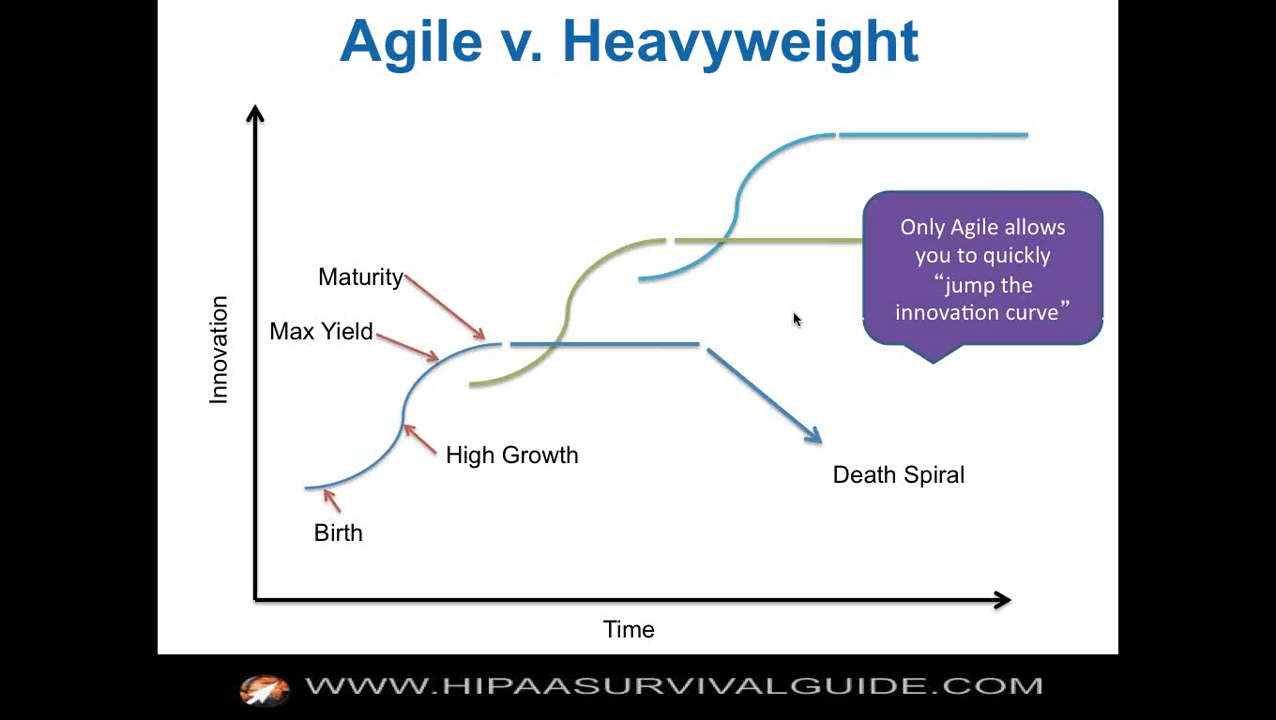 Agile v. Heavyweight
Only Agile allows
you to quickly
“jump the
innovation curve”
Maturity
Max Yield
Innovation
High Growth
Death Spiral
Birth
Time
WWW.HIPAASURVIVALGUIDE.COM